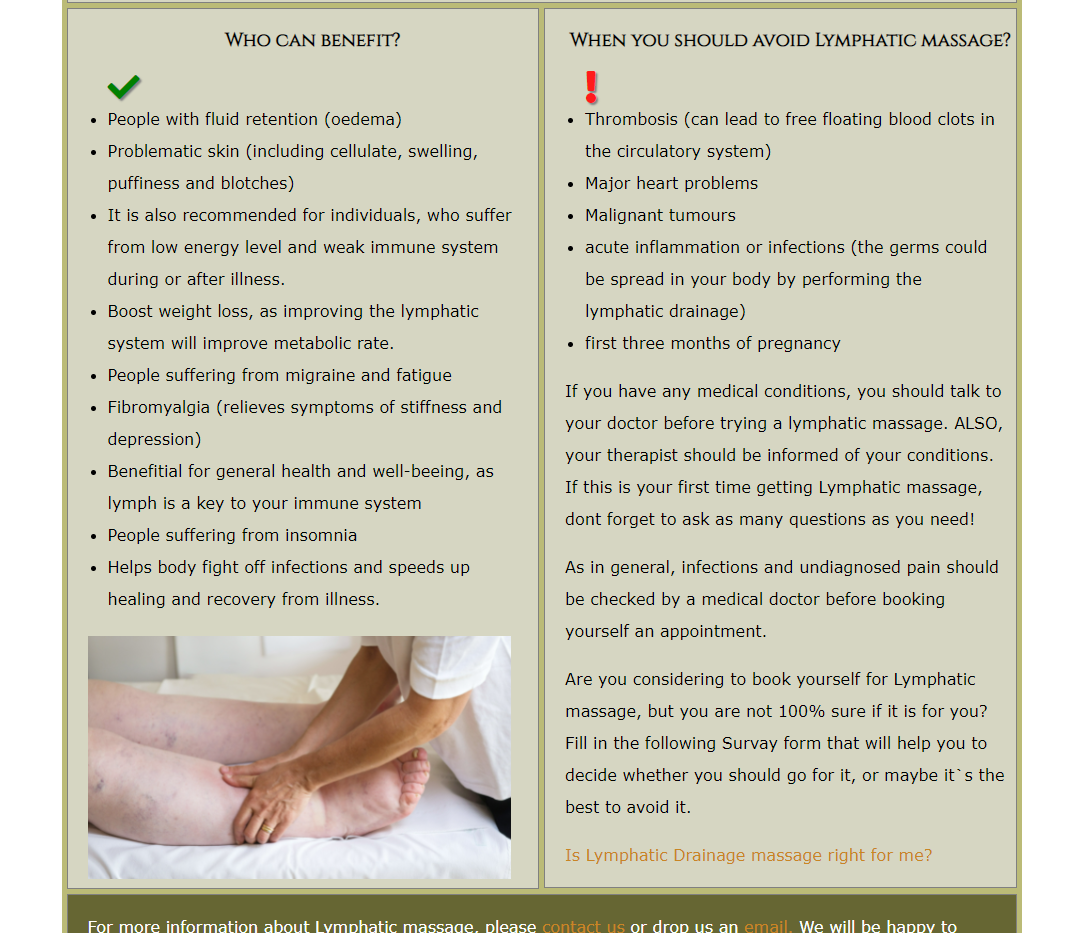 Who can benefit?
People with fluid retention (oedema)
Problematic skin (including cellulate, swelling,
puffiness and blotches)
It is also recommended for individuals, who suffer
from low energy level and weak immune system
during or after illness.
Boost weight loss, as improving the lymphatic
system will improve metabolic rate.
People suffering from migraine and fatigue
Fibromyalgia (relieves symptoms of stiffness and
depression)
Benefitial for general health and well-beeing, as
lymph is a key to your immune system
People suffering from insomnia
Helps body fight off infections and speeds up
healing and recovery from illness.
When you should avoid Lymphatic massage?
Thrombosis (can lead to free floating blood clots in
the circulatory system)
Major heart problems
Malignant tumours
acute inflammation or infections (the germs could
be spread in your body by performing the
lymphatic drainage)
first three months of pregnancy
If you have any medical conditions, you should talk to
your doctor before trying a lymphatic massage. ALSO,
your therapist should be informed of your conditions.
If this is your first time getting Lymphatic massage,
dont forget to ask as many questions as you need!
As in general, infections and undiagnosed pain should
be checked by a medical doctor before booking
yourself an appointment.
Are you considering to book yourself for Lymphatic
massage, but you are not 100% sure if it is for you?
Fill in the following Survay form that will help you to
decide whether you should go for it, or maybe it`s the
best to avoid it.
Is Lymphatic Drainage massage right for me?
For more information about Lymphatic massage, please contact us or drop us an email. We will be happy to